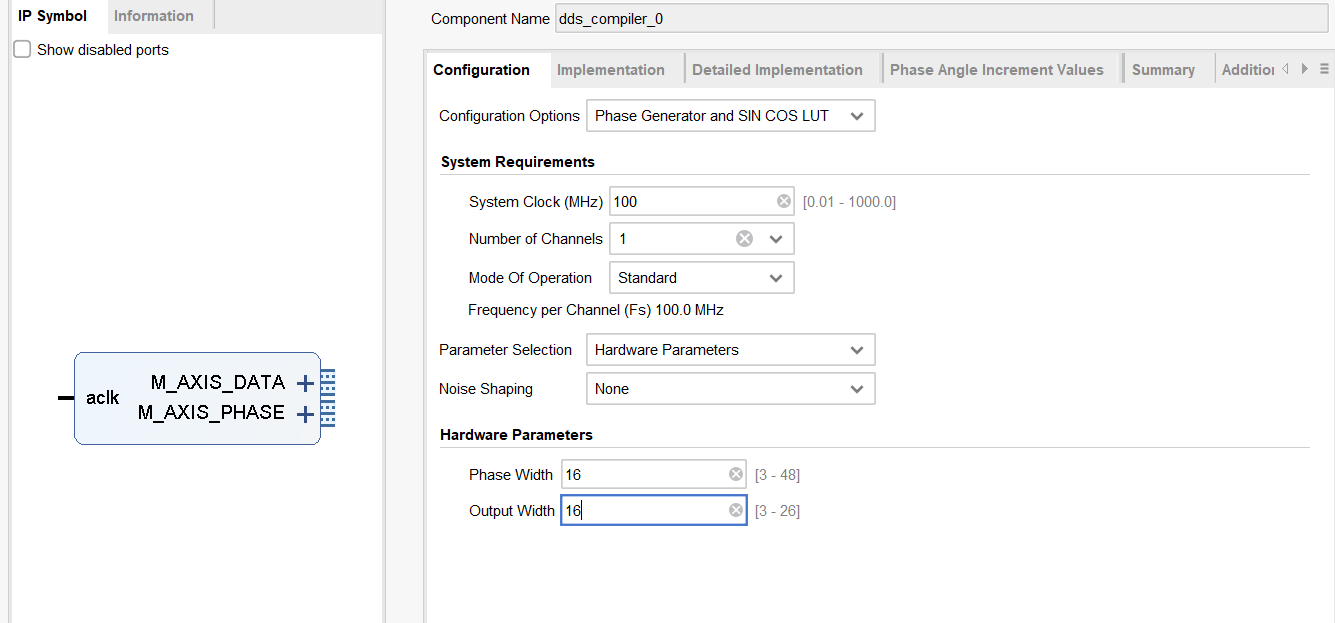 IP Symbol Information
Show disabled ports
aclk
M_AXIS_DATA
M_AXIS_PHASE
Component Name dds_compiler_0
Configuration Implementation Detailed Implementation Phase Angle Increment Values Summary Additior
Configuration Options Phase Generator and SIN COS LUT
System Requirements
System Clock (MHz) 100 [0.01 - 1000.0]
Number of Channels 1
Mode Of Operation Standard
Frequency per Channel (Fs) 100.0 MHz
Parameter Selection Hardware Parameters
Noise Shaping None
Hardware Parameters
Phase Width 16 [3 - 48]
Output Width 16 [3 - 26]